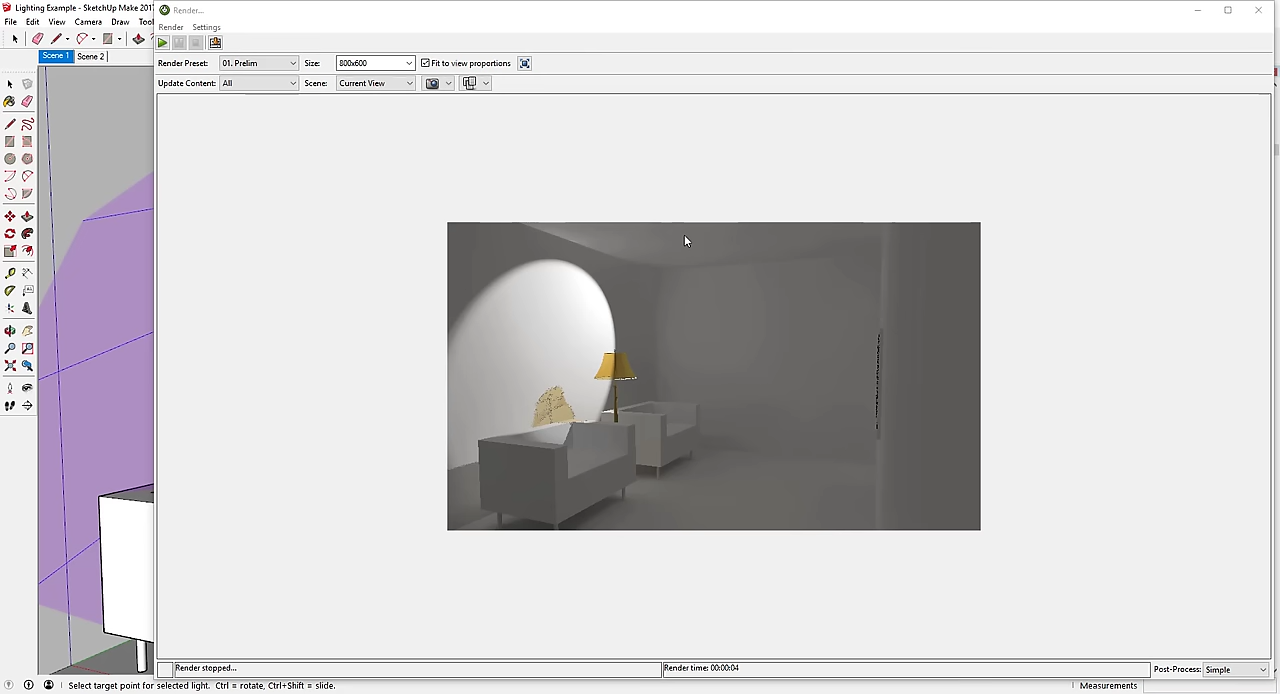 Lighting Example - SketchUp Make 201
File Edit View Camera Draw Tool
Scene 1 Scene 2
Render...
Render Settings
Render Preset: 01. Prelim Size: 800x600 Fit to view proportions
Update Content: All Scene: Current View
Render stopped...
Render time: 00:00:04
Post-Process: Simple
Select target point for selected light. Ctrl = rotate, Ctrl+Shift = slide.
Measurements